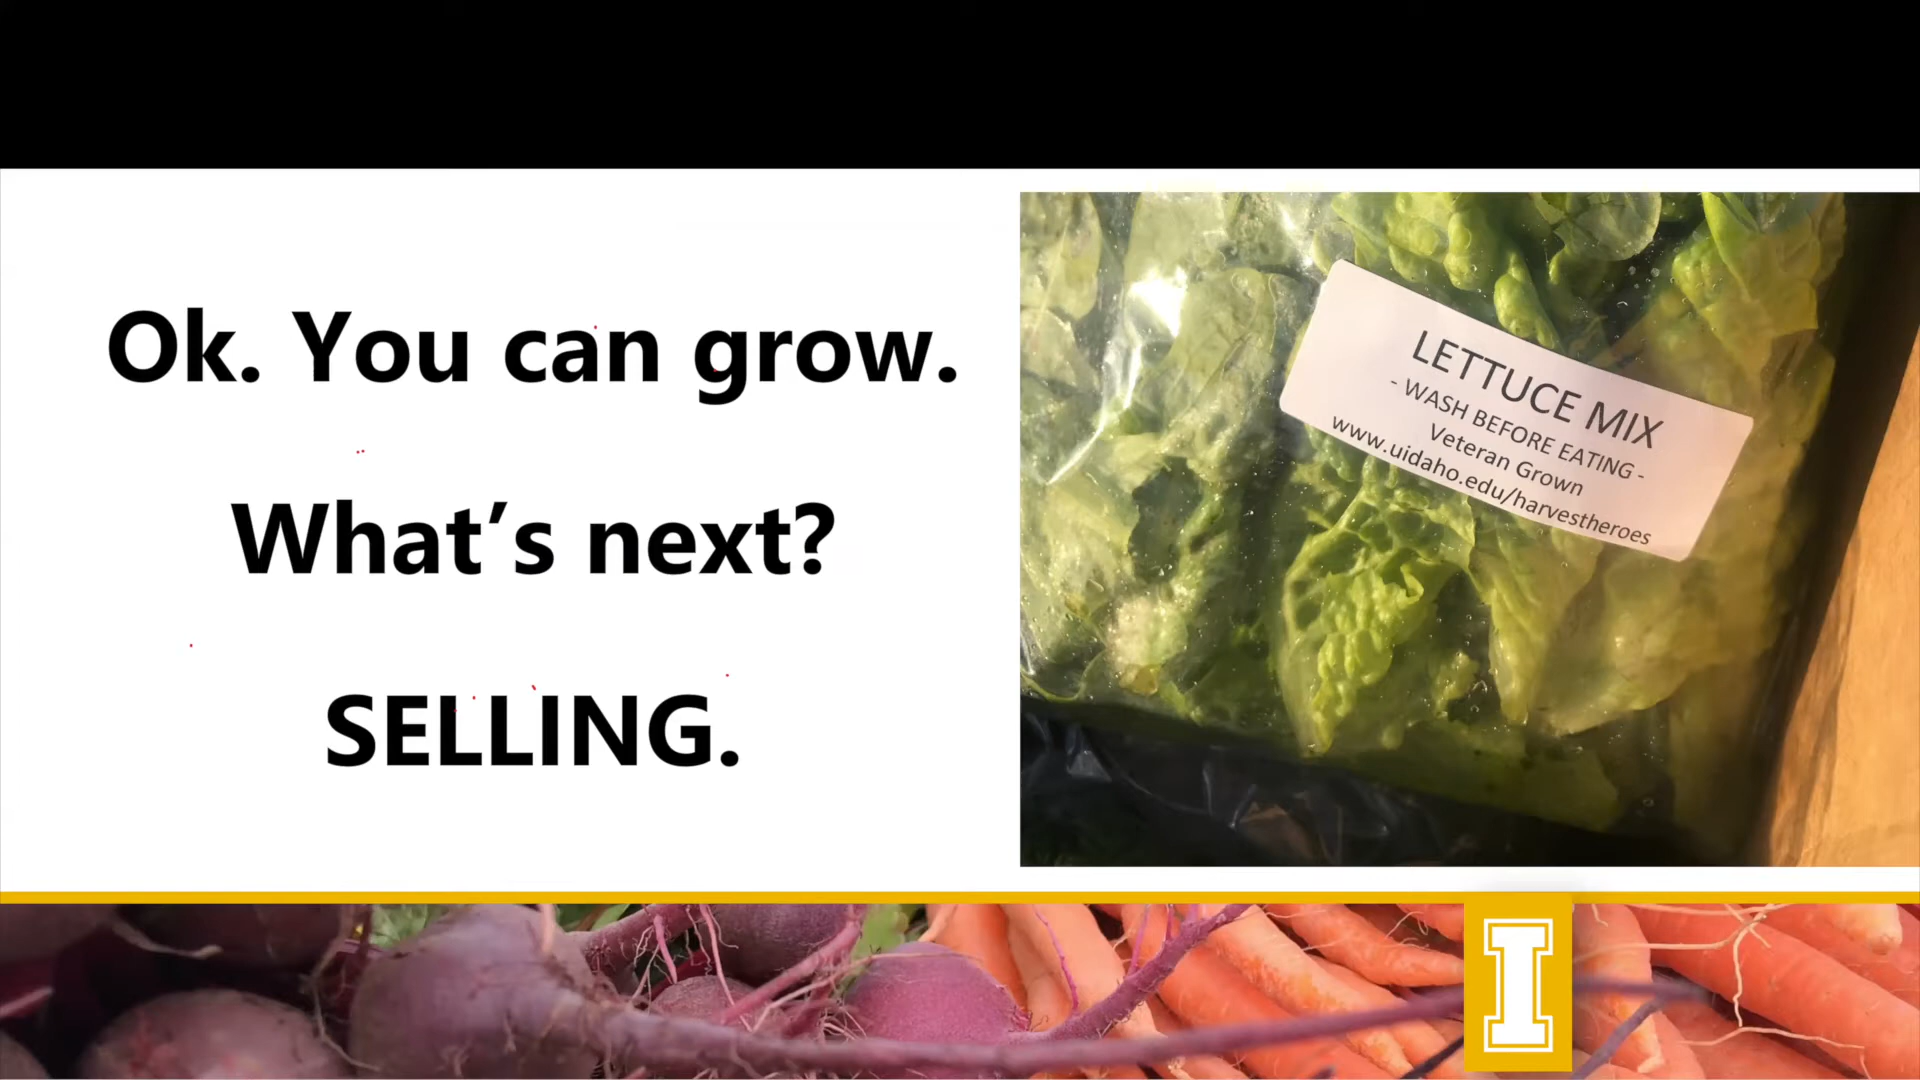 Ok. You can grow.
What’s next?
SELLING.
LETTUCE MIX
- WASH BEFORE EATING -
Veteran Grown
www.uidaho.edu/harvestheroes
I